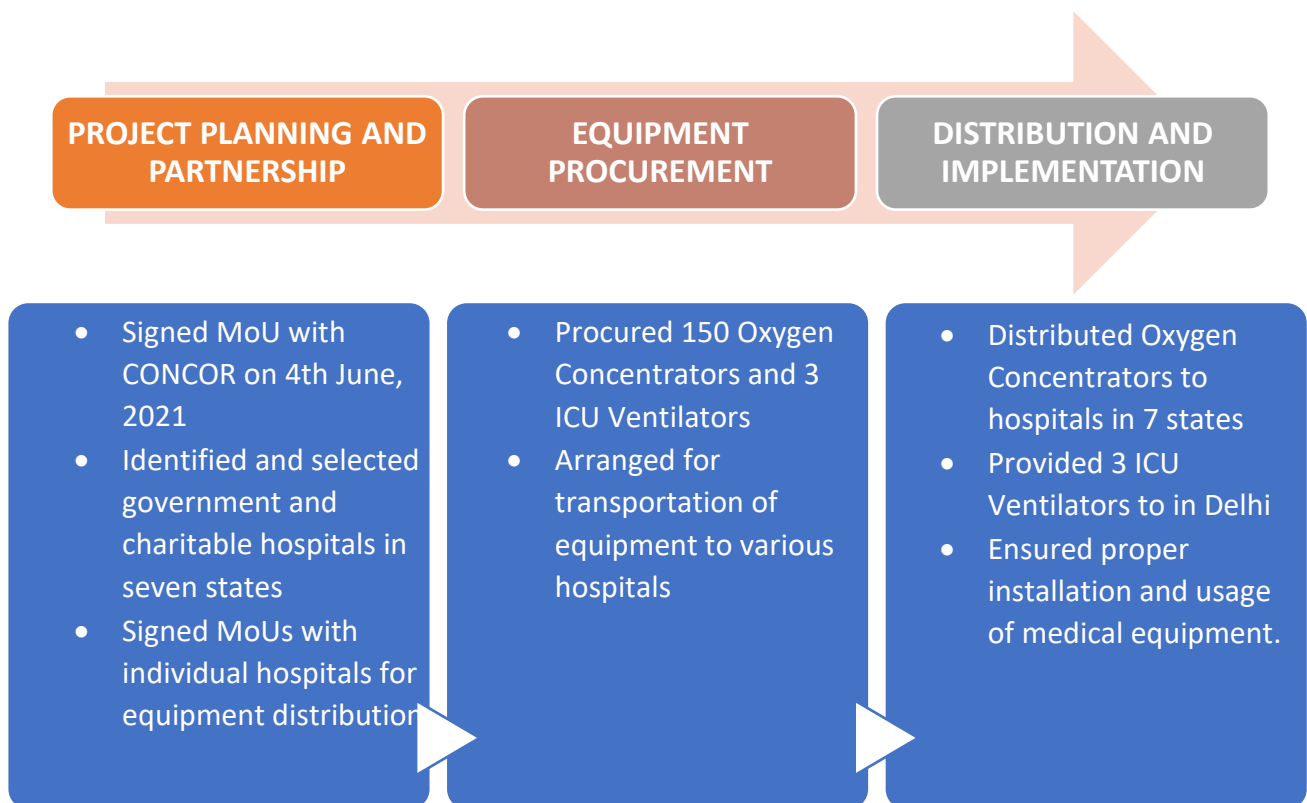 PROJECT PLANNING AND
PARTNERSHIP
EQUIPMENT
PROCUREMENT
DISTRIBUTION AND
IMPLEMENTATION
• Signed MoU with
CONCOR on 4th June,
2021
• Identified and selected
government and
charitable hospitals in
seven states
• Signed MoUs with
individual hospitals for
equipment distribution
• Procured 150 Oxygen
Concentrators and 3
ICU Ventilators
• Arranged for
transportation of
equipment to various
hospitals
• Distributed Oxygen
Concentrators to
hospitals in 7 states
• Provided 3 ICU
Ventilators to in Delhi
• Ensured proper
installation and usage
of medical equipment.